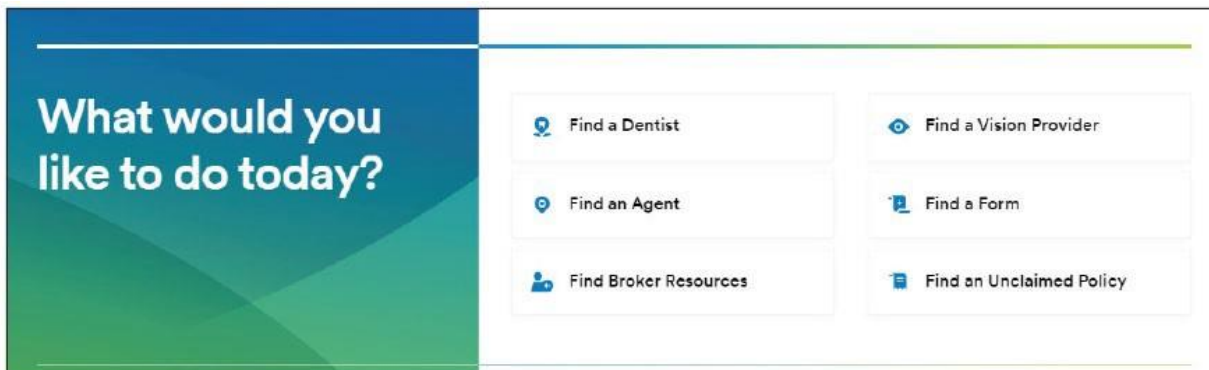 What would you
like to do today?
Find a Dentist
Find a Vision Provider
Find an Agent
Find a Form
Find Broker Resources
Find an Unclaimed Policy